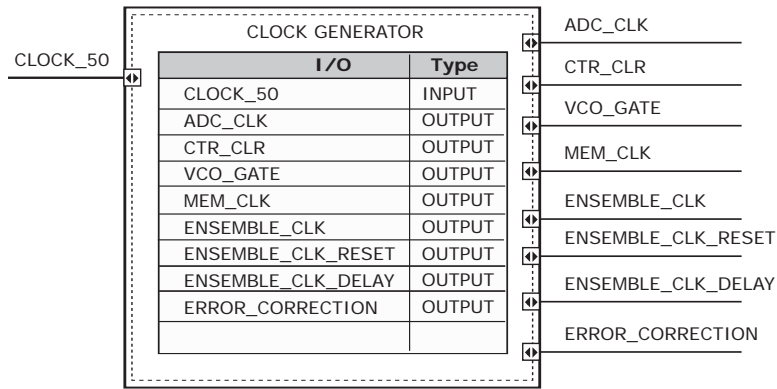 CLOCK GENERATOR
CLOCK_50
I/O Type
CLOCK_50 INPUT
ADC_CLK OUTPUT
CTR_CLR OUTPUT
VCO_GATE OUTPUT
MEM_CLK OUTPUT
ENSEMBLE_CLK OUTPUT
ENSEMBLE_CLK_RESET OUTPUT
ENSEMBLE_CLK_DELAY OUTPUT
ERROR_CORRECTION OUTPUT
ADC_CLK
CTR_CLR
VCO_GATE
MEM_CLK
ENSEMBLE_CLK
ENSEMBLE_CLK_RESET
ENSEMBLE_CLK_DELAY
ERROR_CORRECTION